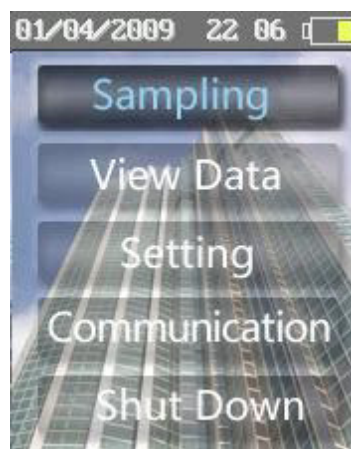 01/04/2009 22 06
Sampling
View Data
Setting
Communication
Shut Down